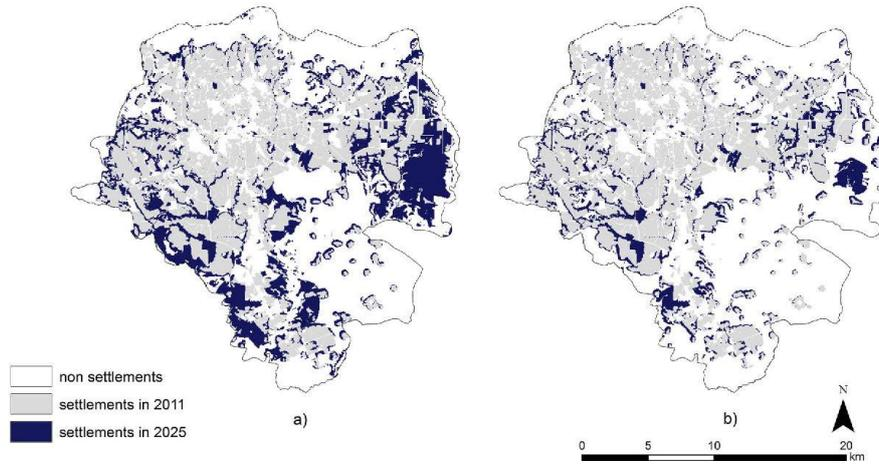 non settlements
settlements in 2011
settlements in 2025
a)
b)
N
0 5 10 20
km